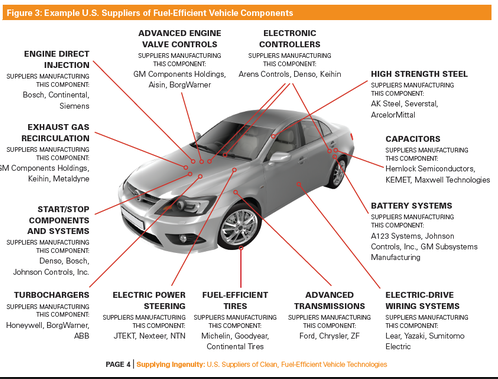 Figure 3: Example U.S. Suppliers of Fuel-Efficient Vehicle Components
ADVANCED ENGINE
VALVE CONTROLS
SUPPLIERS MANUFACTURING
THIS COMPONENT:
GM Components Holdings,
Aisin, BorgWarner
ELECTRONIC
CONTROLLERS
SUPPLIERS MANUFACTURING
THIS COMPONENT:
Arens Controls, Denso, Keihin
ENGINE DIRECT
INJECTION
SUPPLIERS MANUFACTURING
THIS COMPONENT:
Bosch, Continental,
Siemens
HIGH STRENGTH STEEL
SUPPLIERS MANUFACTURING
THIS COMPONENT:
AK Steel, Severstal,
ArcelorMittal
EXHAUST GAS
RECIRCULATION
SUPPLIERS MANUFACTURING
THIS COMPONENT:
GM Components Holdings,
Keihin, Metaldyne
CAPACITORS
SUPPLIERS MANUFACTURING
THIS COMPONENT:
Hemlock Semiconductors,
KEMET, Maxwell Technologies
START/STOP
COMPONENTS
AND SYSTEMS
SUPPLIERS MANUFACTURING
THIS COMPONENT:
Denso, Bosch,
Johnson Controls, Inc.
BATTERY SYSTEMS
SUPPLIERS MANUFACTURING
THIS COMPONENT:
A123 Systems, Johnson
Controls, Inc., GM Subsystems
Manufacturing
TURBOCHARGERS
SUPPLIERS MANUFACTURING
THIS COMPONENT:
Honeywell, BorgWarner,
ABB
ELECTRIC POWER
STEERING
SUPPLIERS MANUFACTURING
THIS COMPONENT:
JTEKT, Nexteer, NTN
FUEL-EFFICIENT
TIRES
SUPPLIERS MANUFACTURING
THIS COMPONENT:
Michelin, Goodyear,
Continental Tires
ADVANCED
TRANSMISSIONS
SUPPLIERS MANUFACTURING
THIS COMPONENT:
Ford, Chrysler, ZF
ELECTRIC-DRIVE
WIRING SYSTEMS
SUPPLIERS MANUFACTURING
THIS COMPONENT:
Lear, Yazaki, Sumitomo
Electric
PAGE 4 | Supplying Ingenuity: U.S. Suppliers of Clean, Fuel-Efficient Vehicle Technologies